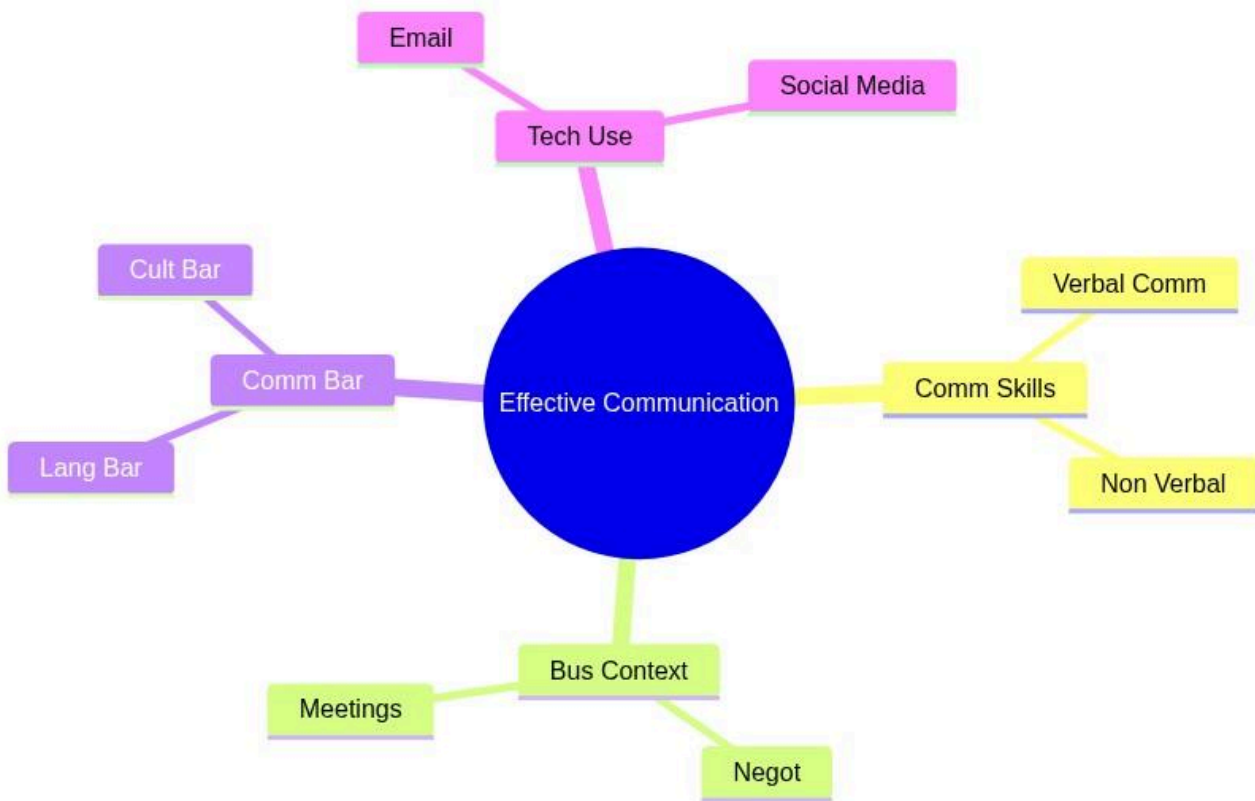 Email
Social Media
Tech Use
Cult Bar
Verbal Comm
Comm Bar
Comm Skills
Effective Communication
Lang Bar
Non Verbal
Bus Context
Meetings
Negot